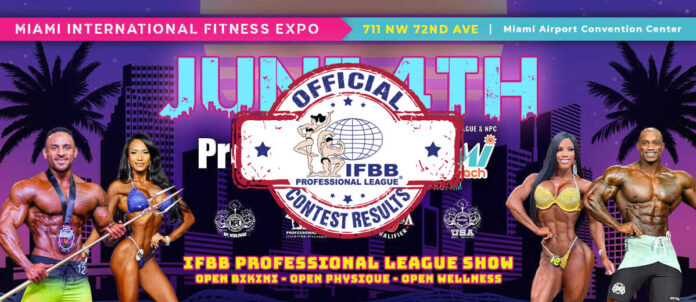 MIAMI INTERNATIONAL FITNESS EXPO
711 NW 72ND AVE | Miami Airport Convention Center
JUNE 4TH
OFFICIAL
IFBB
PROFESSIONAL LEAGUE
CONTEST RESULTS
IFBB PROFESSIONAL LEAGUE SHOW
OPEN BIKINI - OPEN PHYSIQUE - OPEN WELLNESS